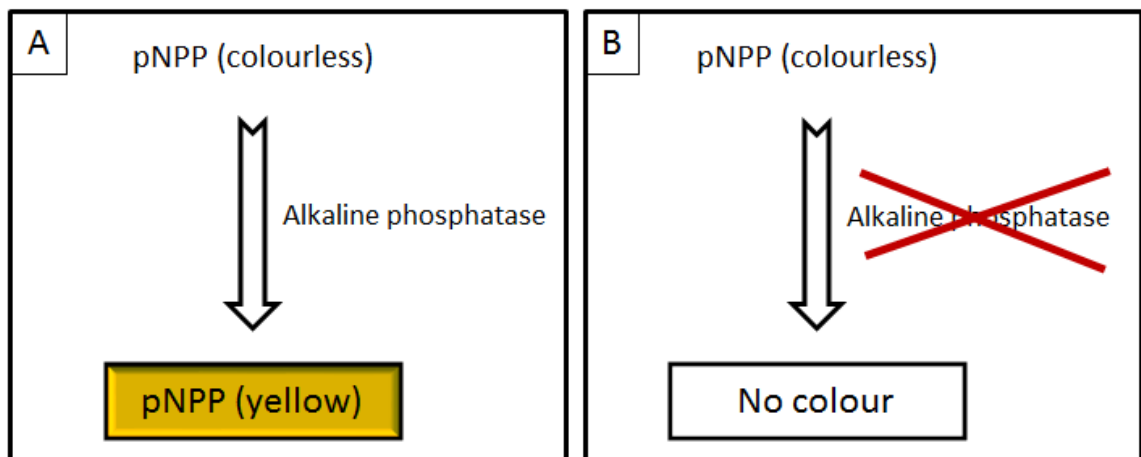 A
pNPP (colourless)
Alkaline phosphatase
pNPP (yellow)
B
pNPP (colourless)
Alkaline phosphatase
No colour